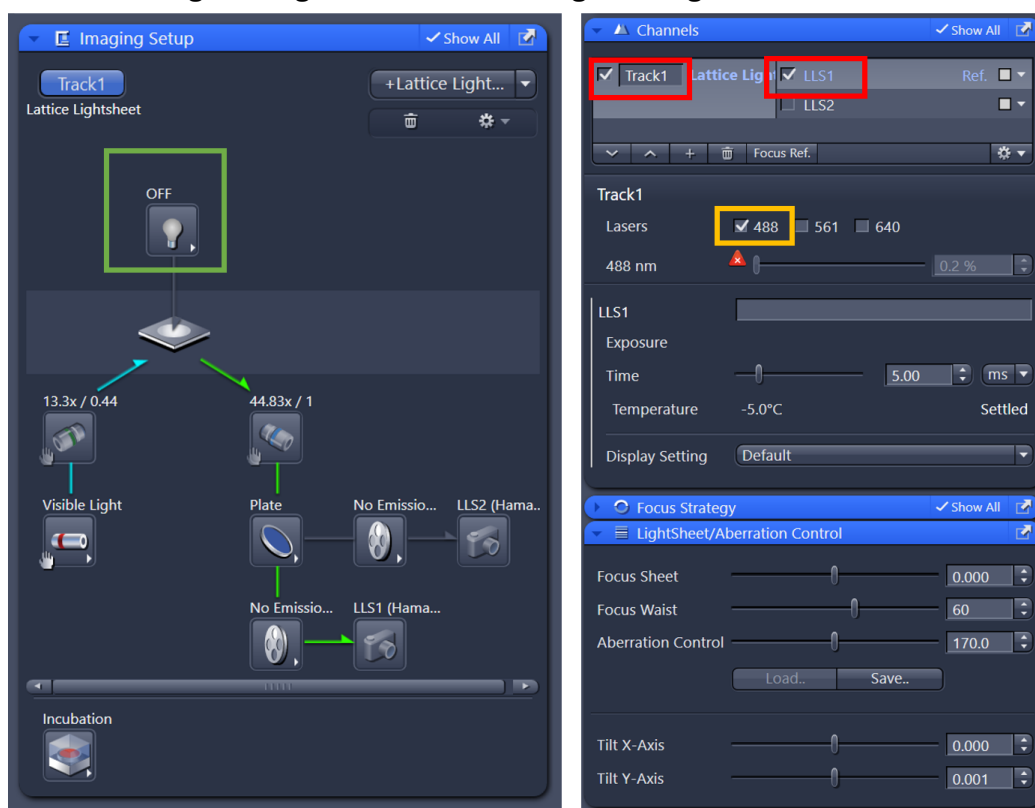 Imaging Setup
Show All
Track1
+Lattice Light...
Lattice Lightsheet
OFF
13.3x / 0.44
44.83x / 1
Visible Light
Plate
No Emissio...
LLS2 (Hama..
No Emissio...
LLS1 (Hama...
Incubation
Channels
Show All
Track1
LLS1
Ref.
LLS2
Focus Ref.
Track1
Lasers
488
561
640
488 nm
0.2 %
LLS1
Exposure
Time
5.00
ms
Temperature
-5.0°C
Settled
Display Setting
Default
Focus Strategy
Show All
LightSheet/Aberration Control
Focus Sheet
0.000
Focus Waist
60
Aberration Control
170.0
Load..
Save..
Tilt X-Axis
0.000
Tilt Y-Axis
0.001